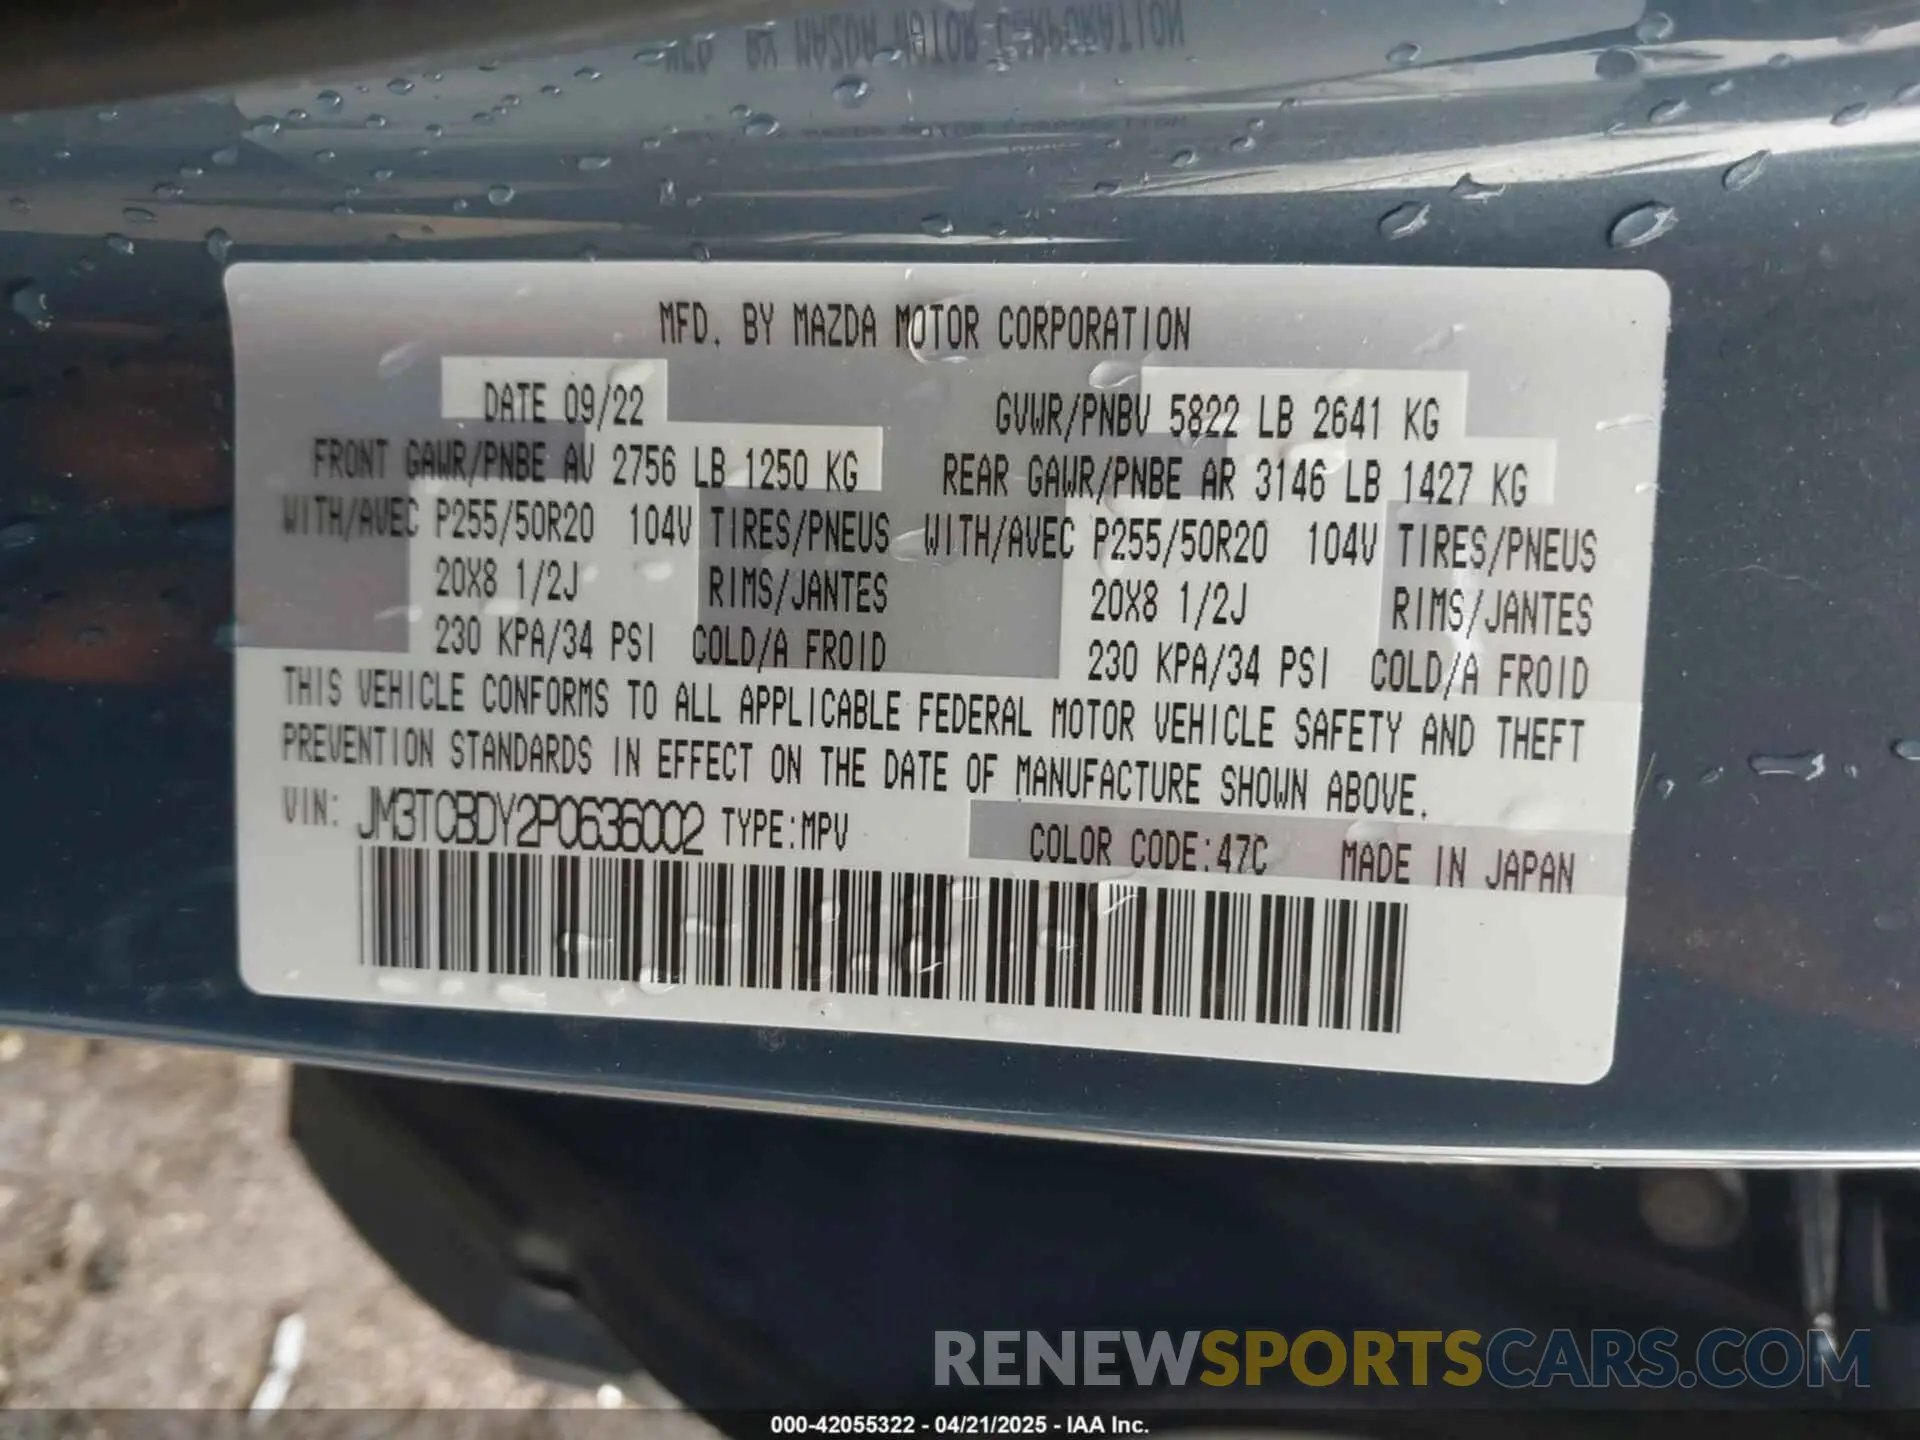 MFD. BY MAZDA MOTOR CORPORATION
DATE 09/22 GVWR/PNBV 5822 LB 2641 KG
FRONT GAWR/PNBE AV 2756 LB 1250 KG REAR GAWR/PNBE AR 3146 LB 1427 KG
WITH/AVEC P255/50R20 104V TIRES/PNEUS WITH/AVEC P255/50R20 104V TIRES/PNEUS
20X8 1/2J RIMS/JANTES 20X8 1/2J RIMS/JANTES
230 KPA/34 PSI COLD/A FROID 230 KPA/34 PSI COLD/A FROID
THIS VEHICLE CONFORMS TO ALL APPLICABLE FEDERAL MOTOR VEHICLE SAFETY AND THEFT
PREVENTION STANDARDS IN EFFECT ON THE DATE OF MANUFACTURE SHOWN ABOVE.
VIN: JM3TCBDY2P0636002 TYPE:MPV COLOR CODE:47C MADE IN JAPAN
RENEWSPORTSCARS.COM
000-42055322 - 04/21/2025 - IAA Inc.